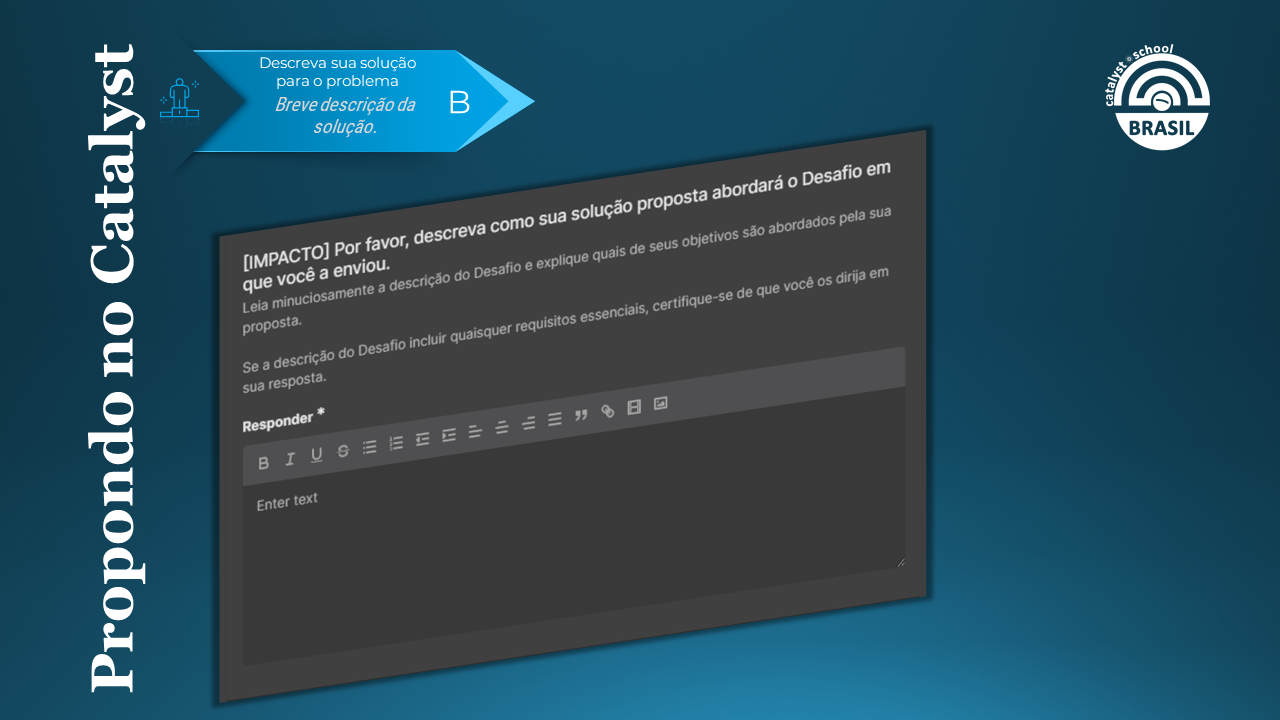 Propondo no Catalyst
Descreva sua solução
para o problema
Breve descrição da
solução.
B
catalyst school
BRASIL
[IMPACTO] Por favor, descreva como sua solução proposta abordará o Desafio em
que você a enviou.
Leia minuciosamente a descrição do Desafio e explique quais de seus objetivos são abordados pela sua
proposta.
Se a descrição do Desafio incluir quaisquer requisitos essenciais, certifique-se de que você os dirija em
sua resposta.
Responder *
B I U S
Enter text